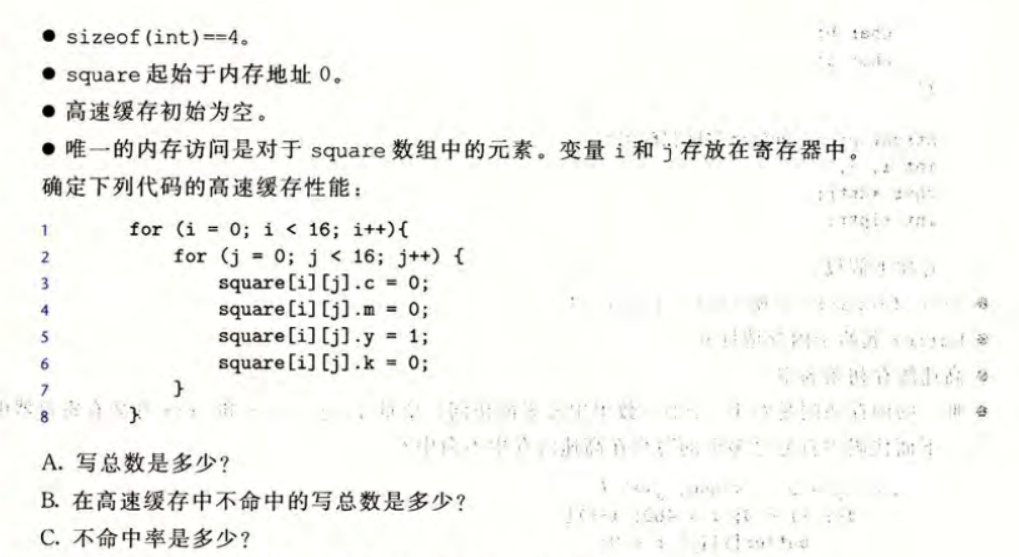 ● sizeof(int)==4。
● square 起始于内存地址 0。
● 高速缓存初始为空。
● 唯一的内存访问是对于 square 数组中的元素。变量 i 和 j 存放在寄存器中。
确定下列代码的高速缓存性能：
1 for (i = 0; i < 16; i++){
2 for (j = 0; j < 16; j++) {
3 square[i][j].c = 0;
4 square[i][j].m = 0;
5 square[i][j].y = 1;
6 square[i][j].k = 0;
7 }
8 }
A. 写总数是多少？
B. 在高速缓存中不命中的写总数是多少？
C. 不命中率是多少？